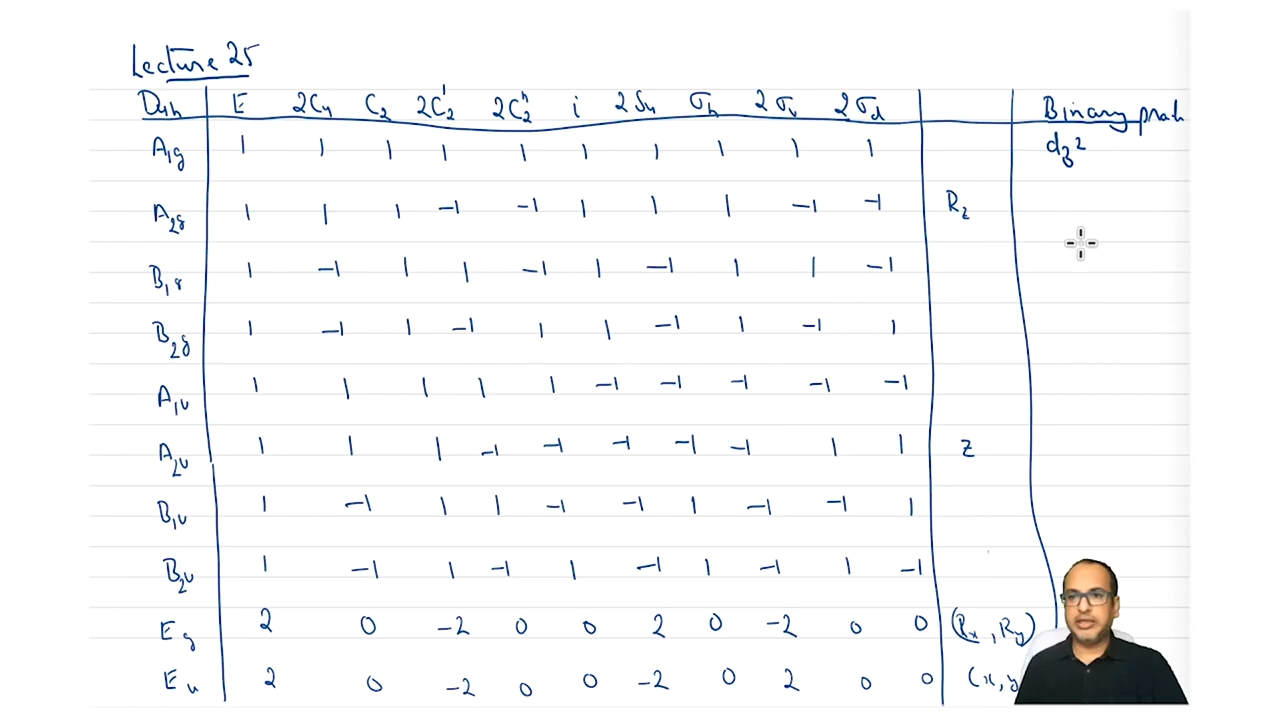 Lecture 25
D4h E 2C4 C2 2C2' 2C2" i 2S4 σh 2σv 2σd Binary prod
A1g 1 1 1 1 1 1 1 1 1 1 dz2
A2g 1 1 1 -1 -1 1 1 1 -1 -1 Rz
B1g 1 -1 1 1 -1 1 -1 1 1 -1
B2g 1 -1 1 -1 1 1 -1 1 -1 1
A1u 1 1 1 1 1 -1 -1 -1 -1 -1
A2u 1 1 1 -1 -1 -1 -1 -1 1 1 z
B1u 1 -1 1 1 -1 -1 1 -1 -1 1
B2u 1 -1 1 -1 1 -1 1 -1 1 -1
Eg 2 0 -2 0 0 2 0 -2 0 0 (Rx, Ry)
Eu 2 0 -2 0 0 -2 0 2 0 0 (x, y